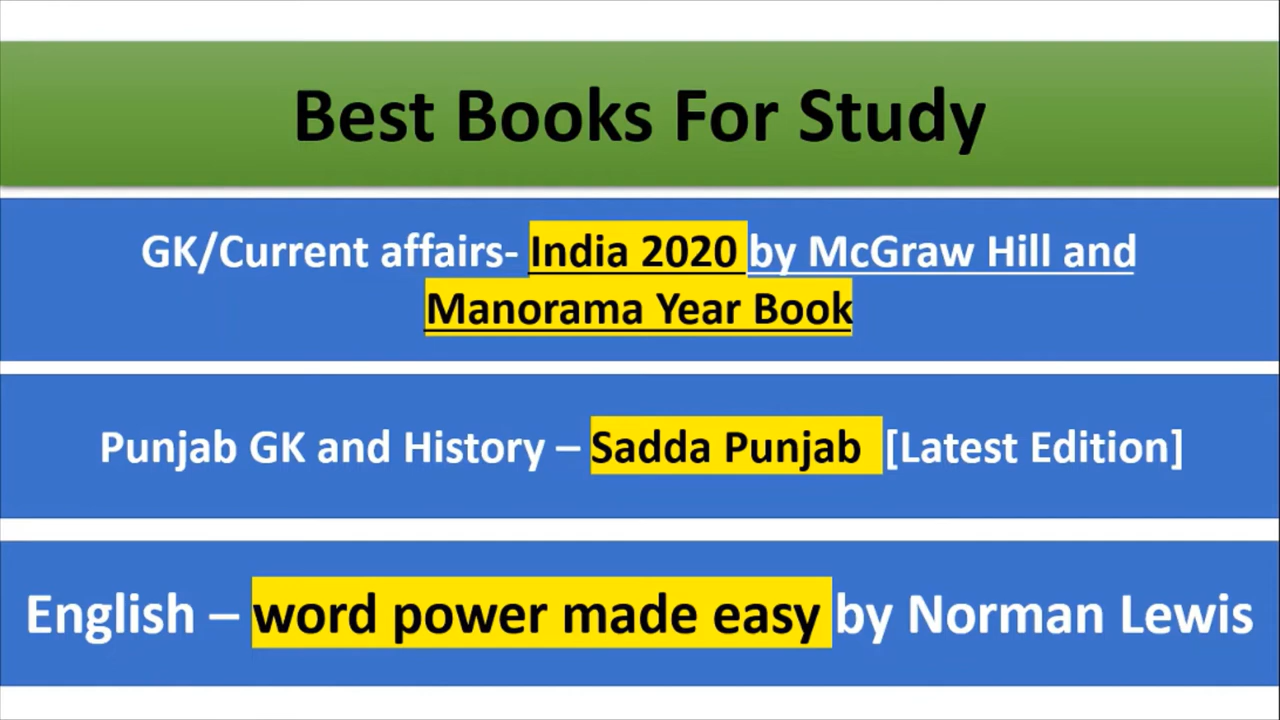 Best Books For Study
GK/Current affairs- India 2020 by McGraw Hill and
Manorama Year Book
Punjab GK and History – Sadda Punjab [Latest Edition]
English – word power made easy by Norman Lewis